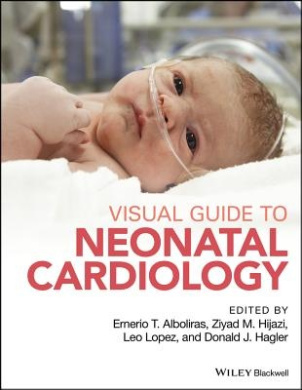 VISUAL GUIDE TO
NEONATAL
CARDIOLOGY
EDITED BY
Ernerio T. Alboliras, Ziyad M. Hijazi,
Leo Lopez, and Donald J. Hagler
WILEY Blackwell